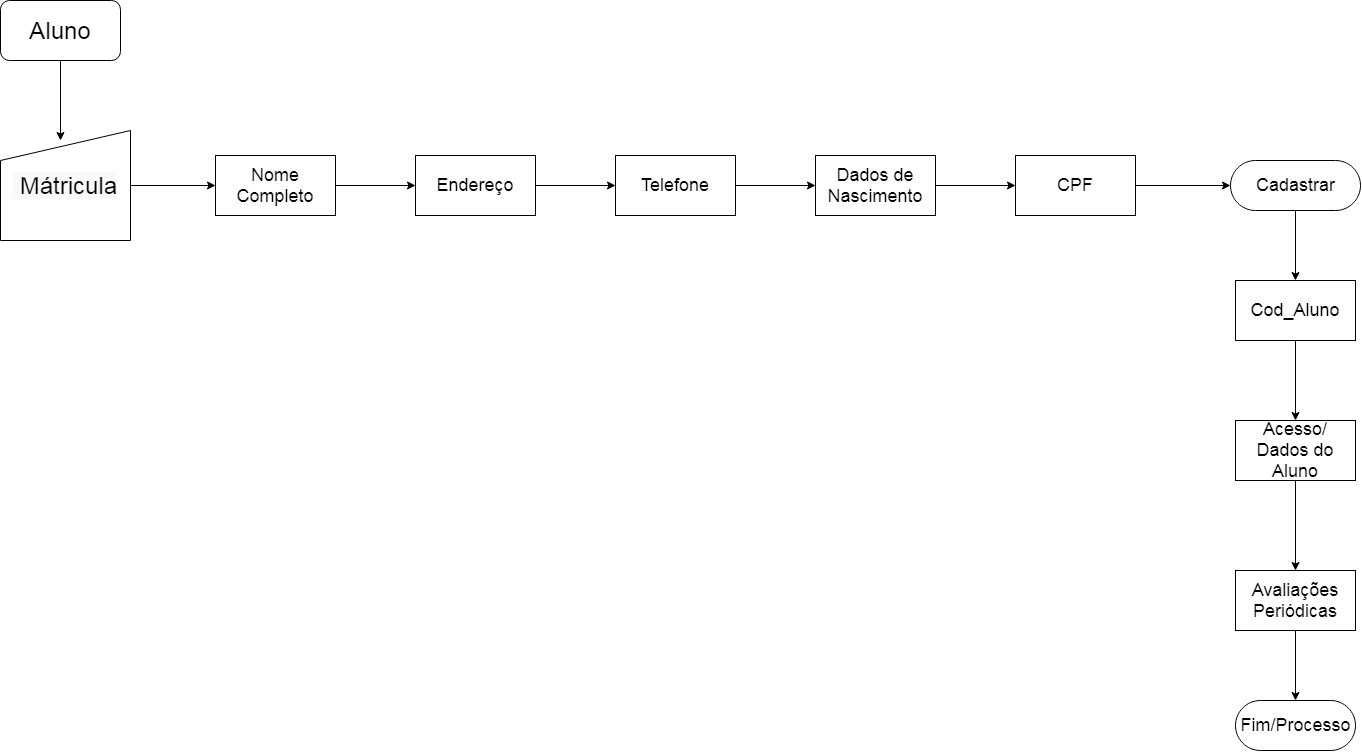 Aluno
Mátricula
Nome
Completo
Endereço
Telefone
Dados de
Nascimento
CPF
Cadastrar
Cod_Aluno
Acesso/
Dados do
Aluno
Avaliações
Periódicas
Fim/Processo